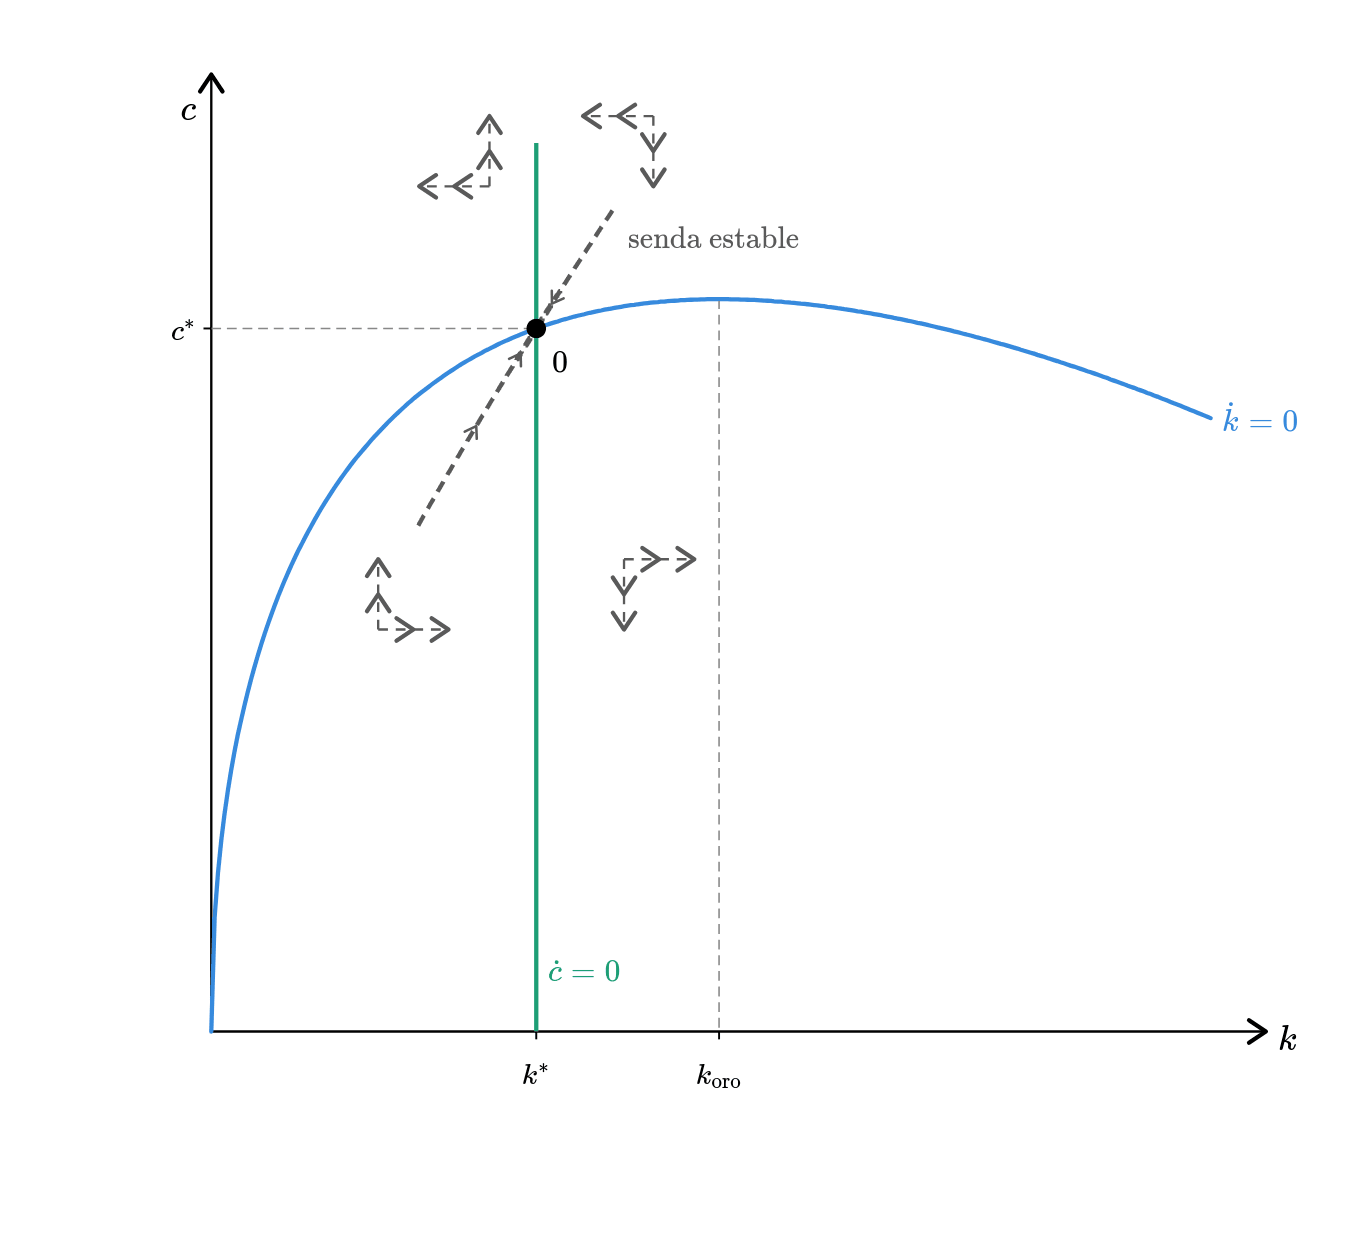 c
senda estable
c*
0
k̇ = 0
ċ = 0
k
k*
k_oro